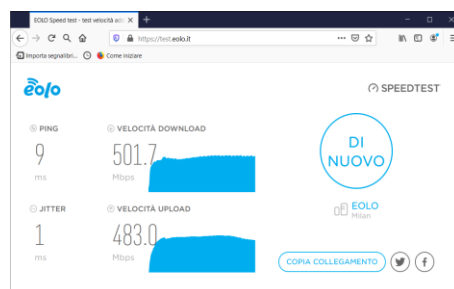 EOLO Speed test - test velocità ads
https://test.eolo.it
Importa segnalibri...
Come iniziare
eolo
SPEEDTEST
PING
9
ms
VELOCITÀ DOWNLOAD
501.7
Mbps
DI
NUOVO
JITTER
1
ms
VELOCITÀ UPLOAD
483.0
Mbps
EOLO
Milan
COPIA COLLEGAMENTO